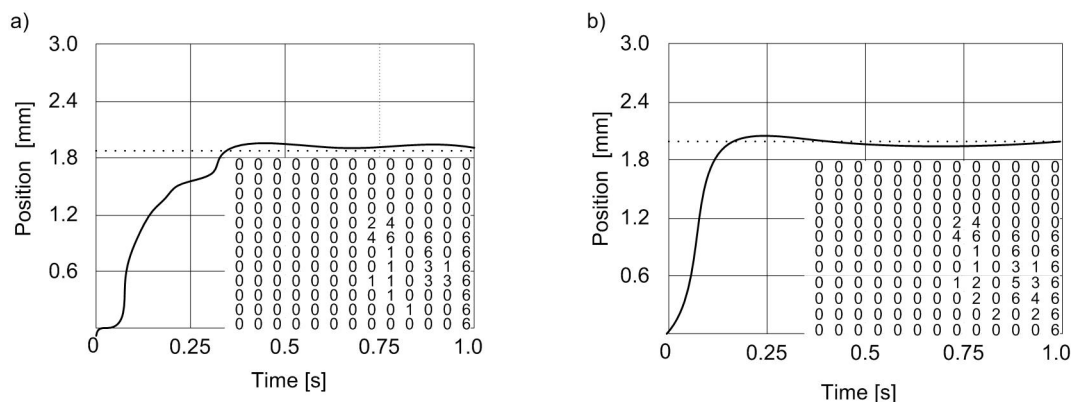 a)
Position [mm]
3.0
2.4
1.8
1.2
0.6
0 0 0 0 0 0 0 0 0 0 0 0 0
0 0 0 0 0 0 0 0 0 0 0 0 0
0 0 0 0 0 0 0 0 0 0 0 0 0
0 0 0 0 0 0 0 0 0 0 0 0 0
0 0 0 0 0 0 0 2 4 0 0 0 6
0 0 0 0 0 0 0 4 6 0 6 0 6
0 0 0 0 0 0 0 0 1 0 6 0 6
0 0 0 0 0 0 0 0 1 0 3 1 6
0 0 0 0 0 0 0 1 1 0 3 3 6
0 0 0 0 0 0 0 0 0 0 0 0 6
0 0 0 0 0 0 0 0 0 1 0 0 6
0 0 0 0 0 0 0 0 0 0 0 0 6
0 0.25 0.5 0.75 1.0
Time [s]
b)
Position [mm]
3.0
2.4
1.8
1.2
0.6
0 0 0 0 0 0 0 0 0 0 0 0 0
0 0 0 0 0 0 0 0 0 0 0 0 0
0 0 0 0 0 0 0 0 0 0 0 0 0
0 0 0 0 0 0 0 0 0 0 0 0 0
0 0 0 0 0 0 0 2 4 0 0 0 6
0 0 0 0 0 0 0 4 6 0 6 0 6
0 0 0 0 0 0 0 0 1 0 6 0 6
0 0 0 0 0 0 0 0 1 0 3 1 6
0 0 0 0 0 0 0 1 2 0 5 3 6
0 0 0 0 0 0 0 0 2 0 6 4 6
0 0 0 0 0 0 0 0 0 2 0 2 6
0 0 0 0 0 0 0 0 0 0 0 0 6
0 0.25 0.5 0.75 1.0
Time [s]